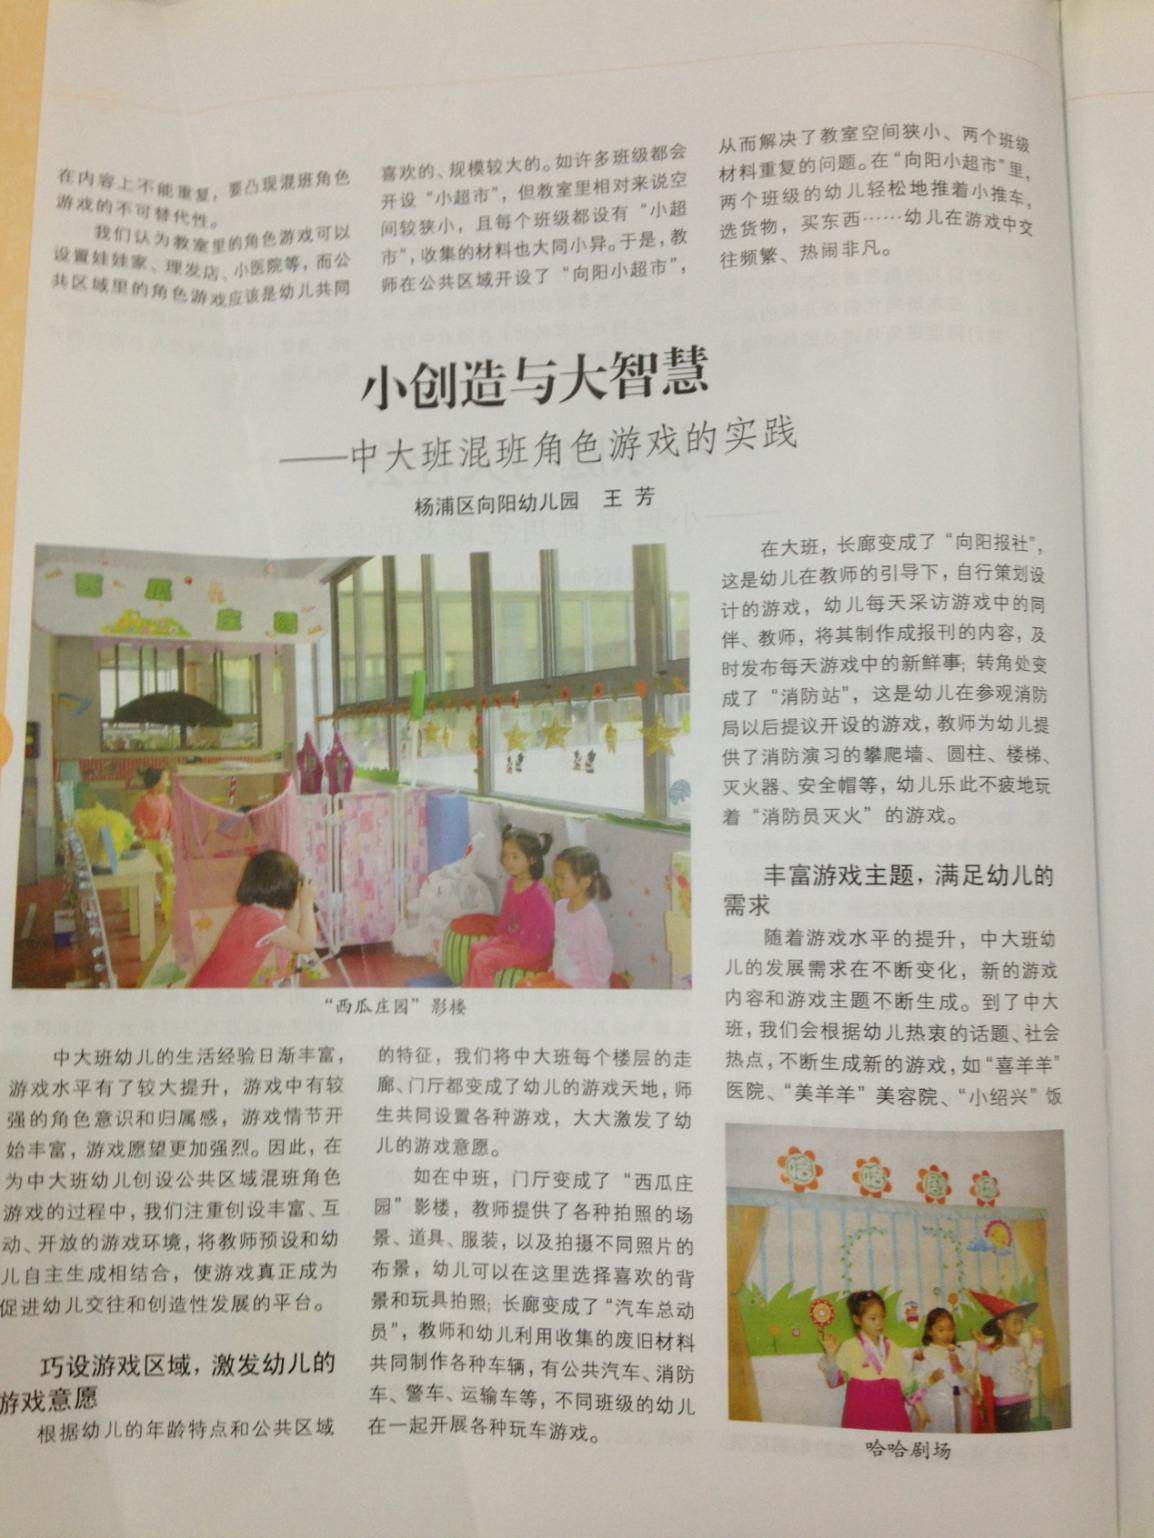 在内容上不能重复，要凸现混班角色
游戏的不可替代性。
我们认为教室里的角色游戏可以
设置娃娃家、理发店、小医院等，而公
共区域里的角色游戏应该是幼儿共同
喜欢的、规模较大的。如许多班级都会
开设“小超市”，但教室里相对来说空
间较狭小，且每个班级都设有“小超
市”，收集的材料也大同小异。于是，教
师在公共区域开设了“向阳小超市”，
从而解决了教室空间狭小、两个班级
材料重复的问题。在“向阳小超市”里，
两个班级的幼儿轻松地推着小推车，
选货物，买东西……幼儿在游戏中交
往频繁、热闹非凡。
小创造与大智慧
——中大班混班角色游戏的实践
杨浦区向阳幼儿园 王 芳
西瓜
庄园
“西瓜庄园”影楼
中大班幼儿的生活经验日渐丰富，
游戏水平有了较大提升，游戏中有较
强的角色意识和归属感，游戏情节开
始丰富，游戏愿望更加强烈。因此，在
为中大班幼儿创设公共区域混班角色
游戏的过程中，我们注重创设丰富、互
动、开放的游戏环境，将教师预设和幼
儿自主生成相结合，使游戏真正成为
促进幼儿交往和创造性发展的平台。
巧设游戏区域，激发幼儿的
游戏意愿
根据幼儿的年龄特点和公共区域
的特征，我们将中大班每个楼层的走
廊、门厅都变成了幼儿的游戏天地，师
生共同设置各种游戏，大大激发了幼
儿的游戏意愿。
如在中班，门厅变成了“西瓜庄
园”影楼，教师提供了各种拍照的场
景、道具、服装，以及拍摄不同照片的
布景，幼儿可以在这里选择喜欢的背
景和玩具拍照；长廊变成了“汽车总动
员”，教师和幼儿利用收集的废旧材料
共同制作各种车辆，有公共汽车、消防
车、警车、运输车等，不同班级的幼儿
在一起开展各种玩车游戏。
在大班，长廊变成了“向阳报社”，
这是幼儿在教师的引导下，自行策划设
计的游戏，幼儿每天采访游戏中的同
伴、教师，将其制作成报刊的内容，及
时发布每天游戏中的新鲜事；转角处变
成了“消防站”，这是幼儿在参观消防
局以后提议开设的游戏，教师为幼儿提
供了消防演习的攀爬墙、圆柱、楼梯、
灭火器、安全帽等，幼儿乐此不疲地玩
着“消防员灭火”的游戏。
丰富游戏主题，满足幼儿的
需求
随着游戏水平的提升，中大班幼
儿的发展需求在不断变化，新的游戏
内容和游戏主题不断生成。到了中大
班，我们会根据幼儿热衷的话题、社会
热点，不断生成新的游戏，如“喜羊羊”
医院、“美羊羊”美容院、“小绍兴”饭
哈哈剧场
哈哈剧场